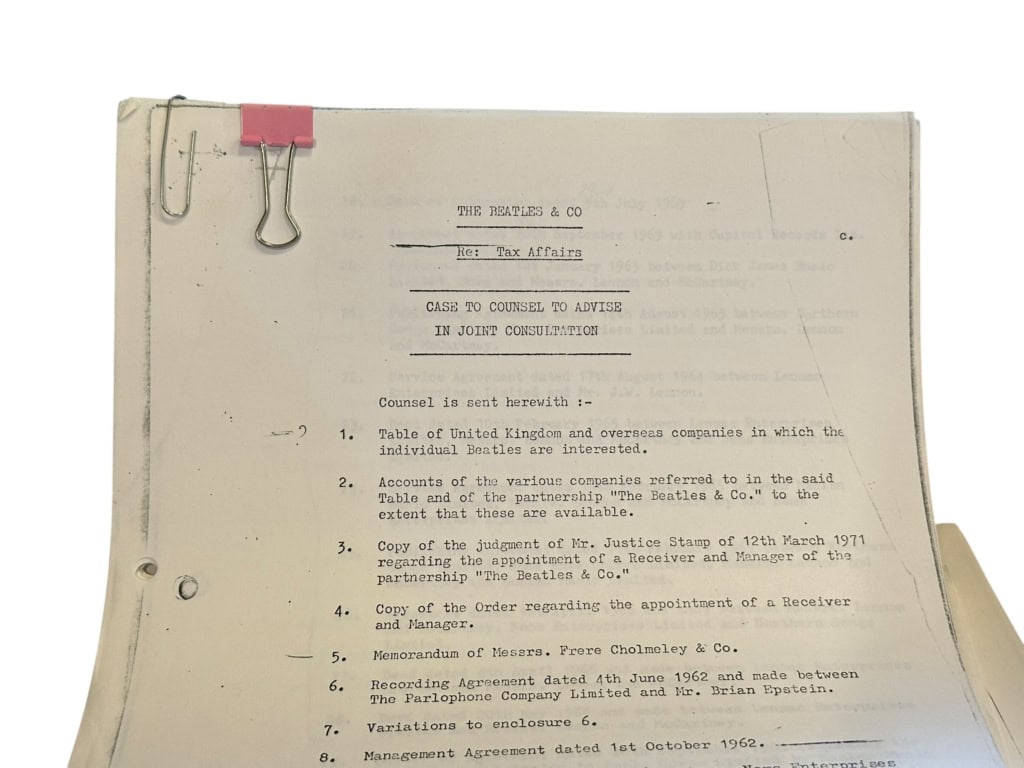 THE BEATLES & CO
c.
Re: Tax Affairs
CASE TO COUNSEL TO ADVISE
IN JOINT CONSULTATION
Counsel is sent herewith :-
?
1. Table of United Kingdom and overseas companies in which the
individual Beatles are interested.
2. Accounts of the various companies referred to in the said
Table and of the partnership "The Beatles & Co." to the
extent that these are available.
3. Copy of the judgment of Mr. Justice Stamp of 12th March 1971
regarding the appointment of a Receiver and Manager of the
partnership "The Beatles & Co."
4. Copy of the Order regarding the appointment of a Receiver
and Manager.
5. Memorandum of Messrs. Frere Cholmeley & Co.
6. Recording Agreement dated 4th June 1962 and made between
The Parlophone Company Limited and Mr. Brian Epstein.
7. Variations to enclosure 6.
8. Management Agreement dated 1st October 1962.
Nems Enterprises